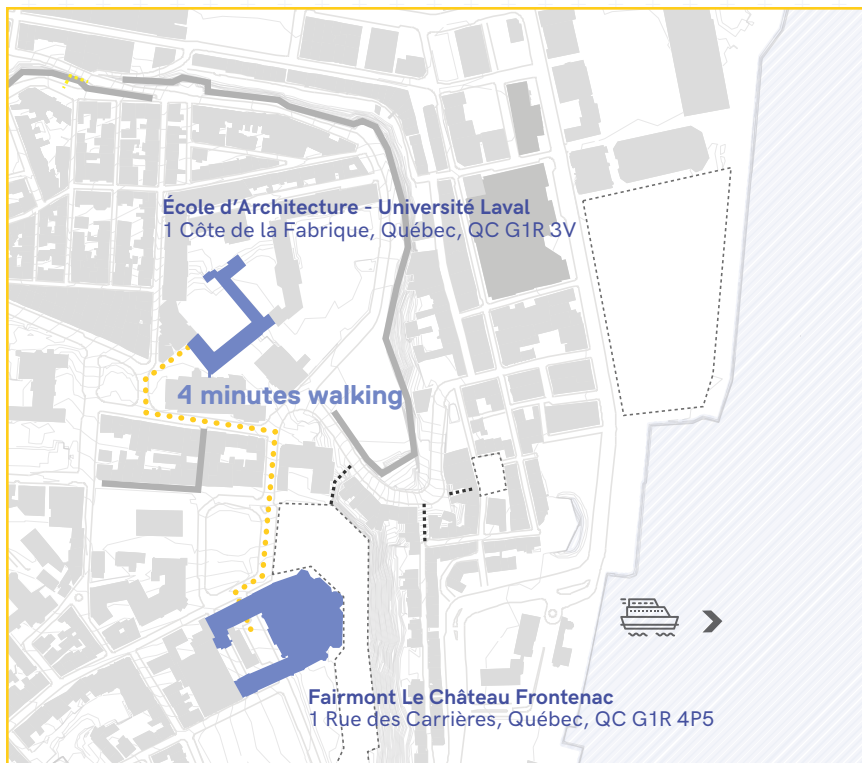 École d’Architecture - Université Laval
1 Côte de la Fabrique, Québec, QC G1R 3V
4 minutes walking
Fairmont Le Château Frontenac
1 Rue des Carrières, Québec, QC G1R 4P5